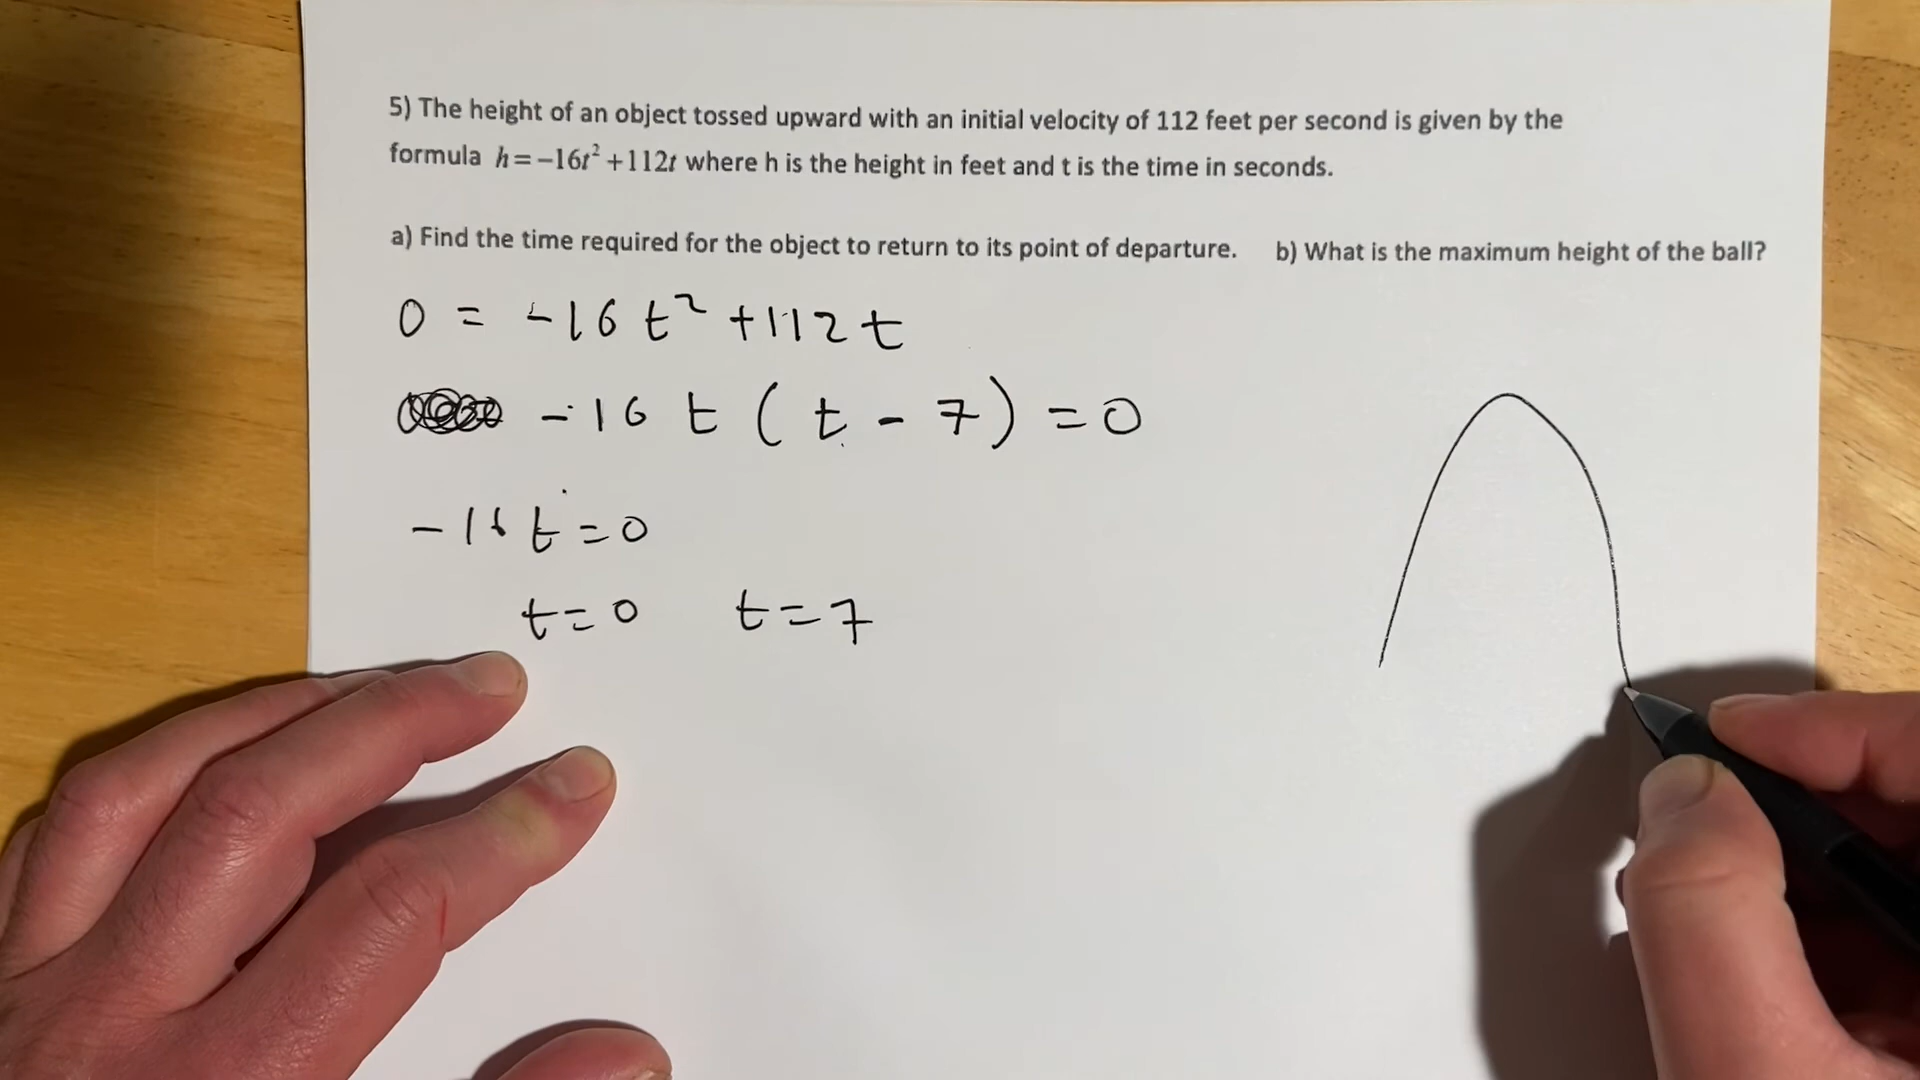 5) The height of an object tossed upward with an initial velocity of 112 feet per second is given by the
formula h=−16t²+112t where h is the height in feet and t is the time in seconds.
a) Find the time required for the object to return to its point of departure. b) What is the maximum height of the ball?
0 = -16t² +112t
-16t(t-7)=0
-16t=0
t=0 t=7